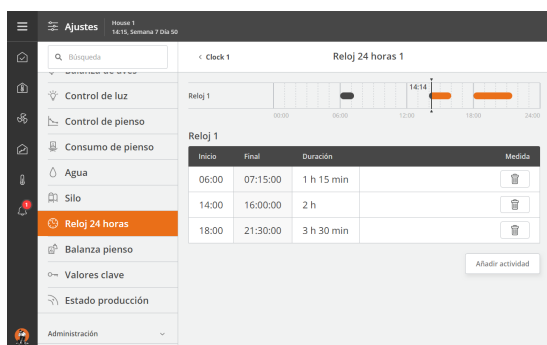 Ajustes
House 1
14:15, Semana 7 Día 50
Búsqueda
Balanza de aves
Control de luz
Control de pienso
Consumo de pienso
Agua
Silo
Reloj 24 horas
Balanza pienso
Valores clave
Estado producción
Administración
1
< Clock 1
Reloj 24 horas 1
14:14
Reloj 1
00:00 06:00 12:00 18:00 24:00
Reloj 1
Inicio Final Duración Medida
06:00 07:15:00 1 h 15 min
14:00 16:00:00 2 h
18:00 21:30:00 3 h 30 min
Añadir actividad